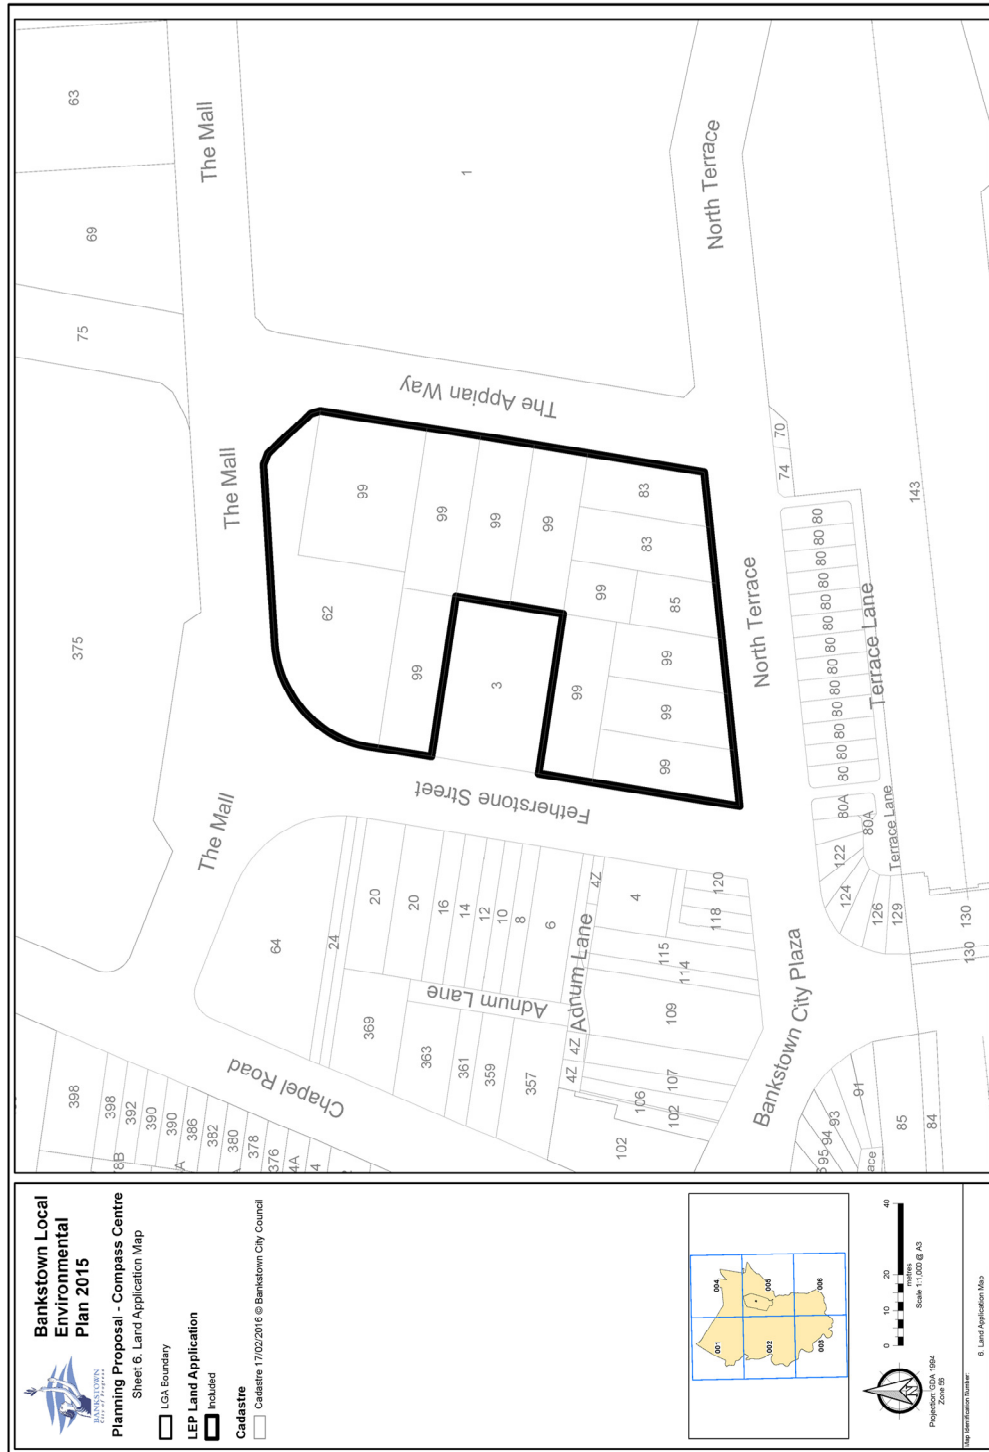 Bankstown Local
Environmental
Plan 2015
BANKSTOWN
City of Progress
Planning Proposal - Compass Centre
Sheet 6. Land Application Map
LGA Boundary
LEP Land Application
Included
Cadastre
Cadastre 17/02/2016 © Bankstown City Council
001
004
002
005
003
006
N
Projection: GDA 1994
Zone 56
0 10 20 40
metres
Scale 1:1,000 @ A3
Map Identification Number:
6. Land Application Map
63
69
75
375
The Mall
The Mall
The Mall
1
The Appian Way
North Terrace
North Terrace
62
99
99
99
99
99
3
99
99
83
83
85
99
99
99
Fetherstone Street
70
74
143
80 80 80 80 80 80 80 80 80 80 80 80
Terrace Lane
Terrace Lane
80A
80A
122
124
126
129
130
130
64
24
20
20
16
14
12
10
8
6
4Z
4
120
118
115
114
109
Adnum Lane
Adnum Lane
369
363
361
359
357
4Z
4Z
107
106
102
102
Chapel Road
Bankstown City Plaza
398
398
392
390
390
386
382
380
378
376
8B
A
4A
4
91
93
94
95
85
84
ace